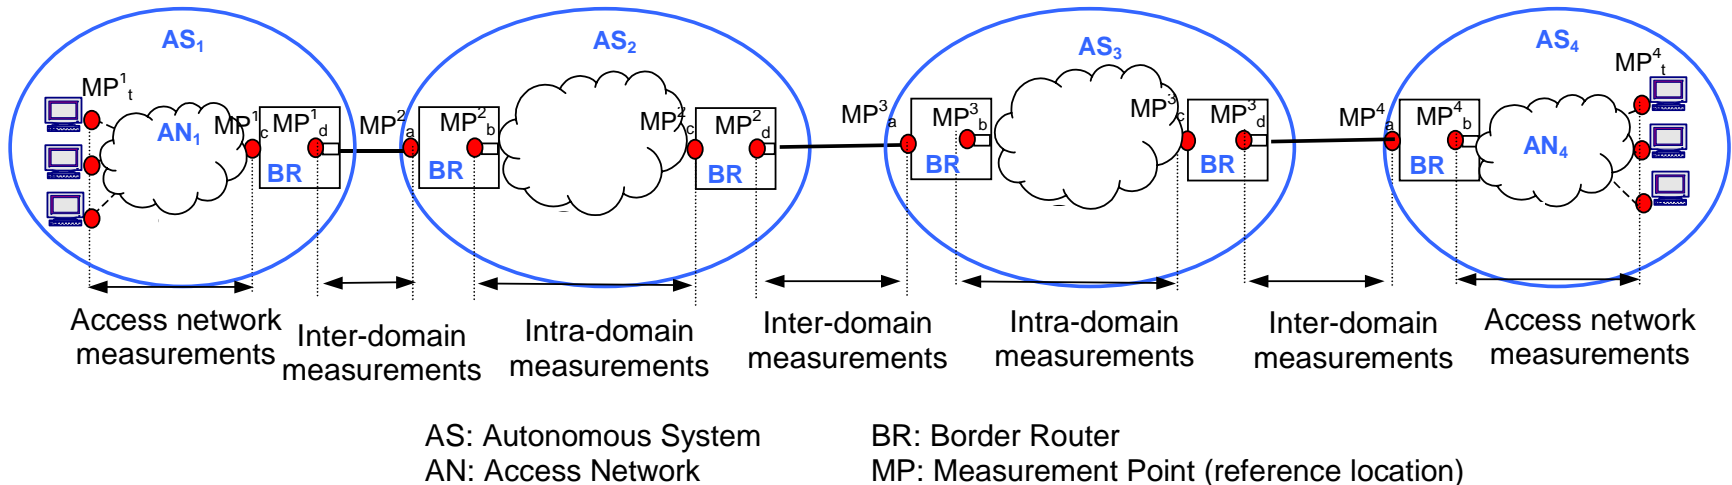 AS1
AS2
AS3
AS4
MP1t
MP4t
AN1
MP1c
MP1d
MP2a
MP2b
MP2c
MP2d
MP3a
MP3b
MP3c
MP3d
MP4a
MP4b
AN4
BR
BR
BR
BR
BR
BR
Access network
measurements
Inter-domain
measurements
Intra-domain
measurements
Inter-domain
measurements
Intra-domain
measurements
Inter-domain
measurements
Access network
measurements
AS: Autonomous System
BR: Border Router
AN: Access Network
MP: Measurement Point (reference location)